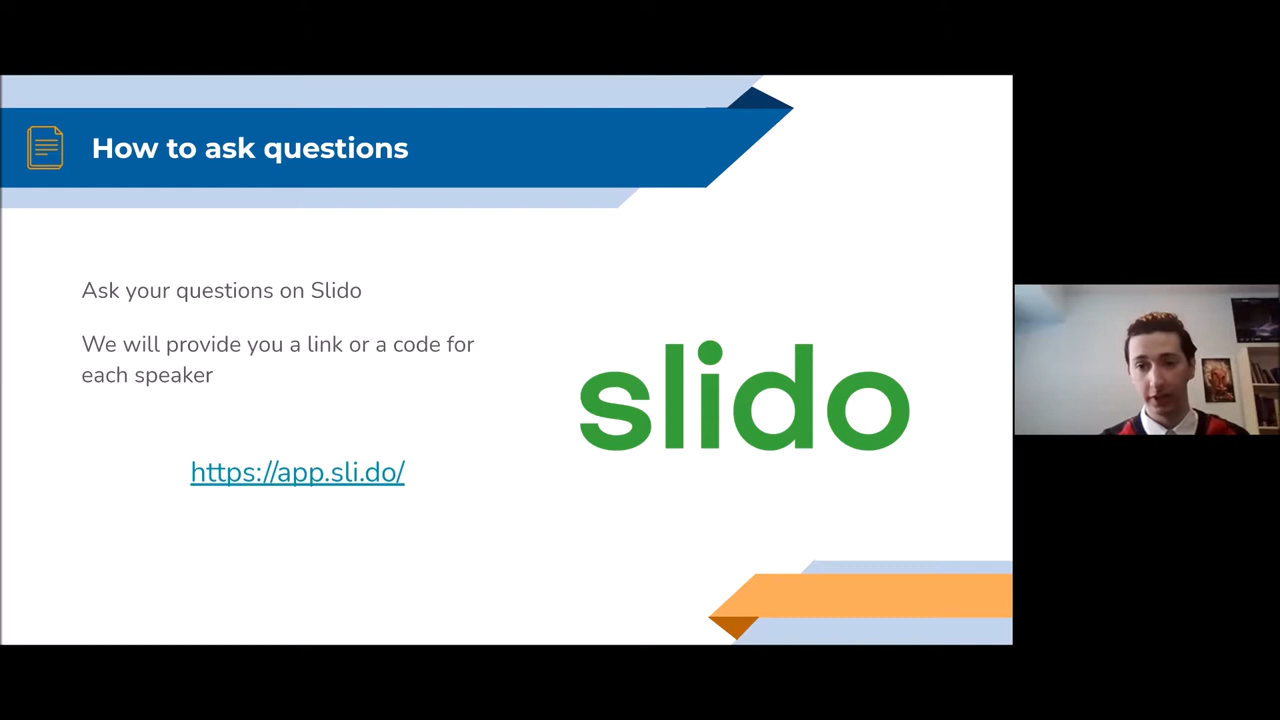 How to ask questions
Ask your questions on Slido
We will provide you a link or a code for
each speaker
https://app.sli.do/
slido